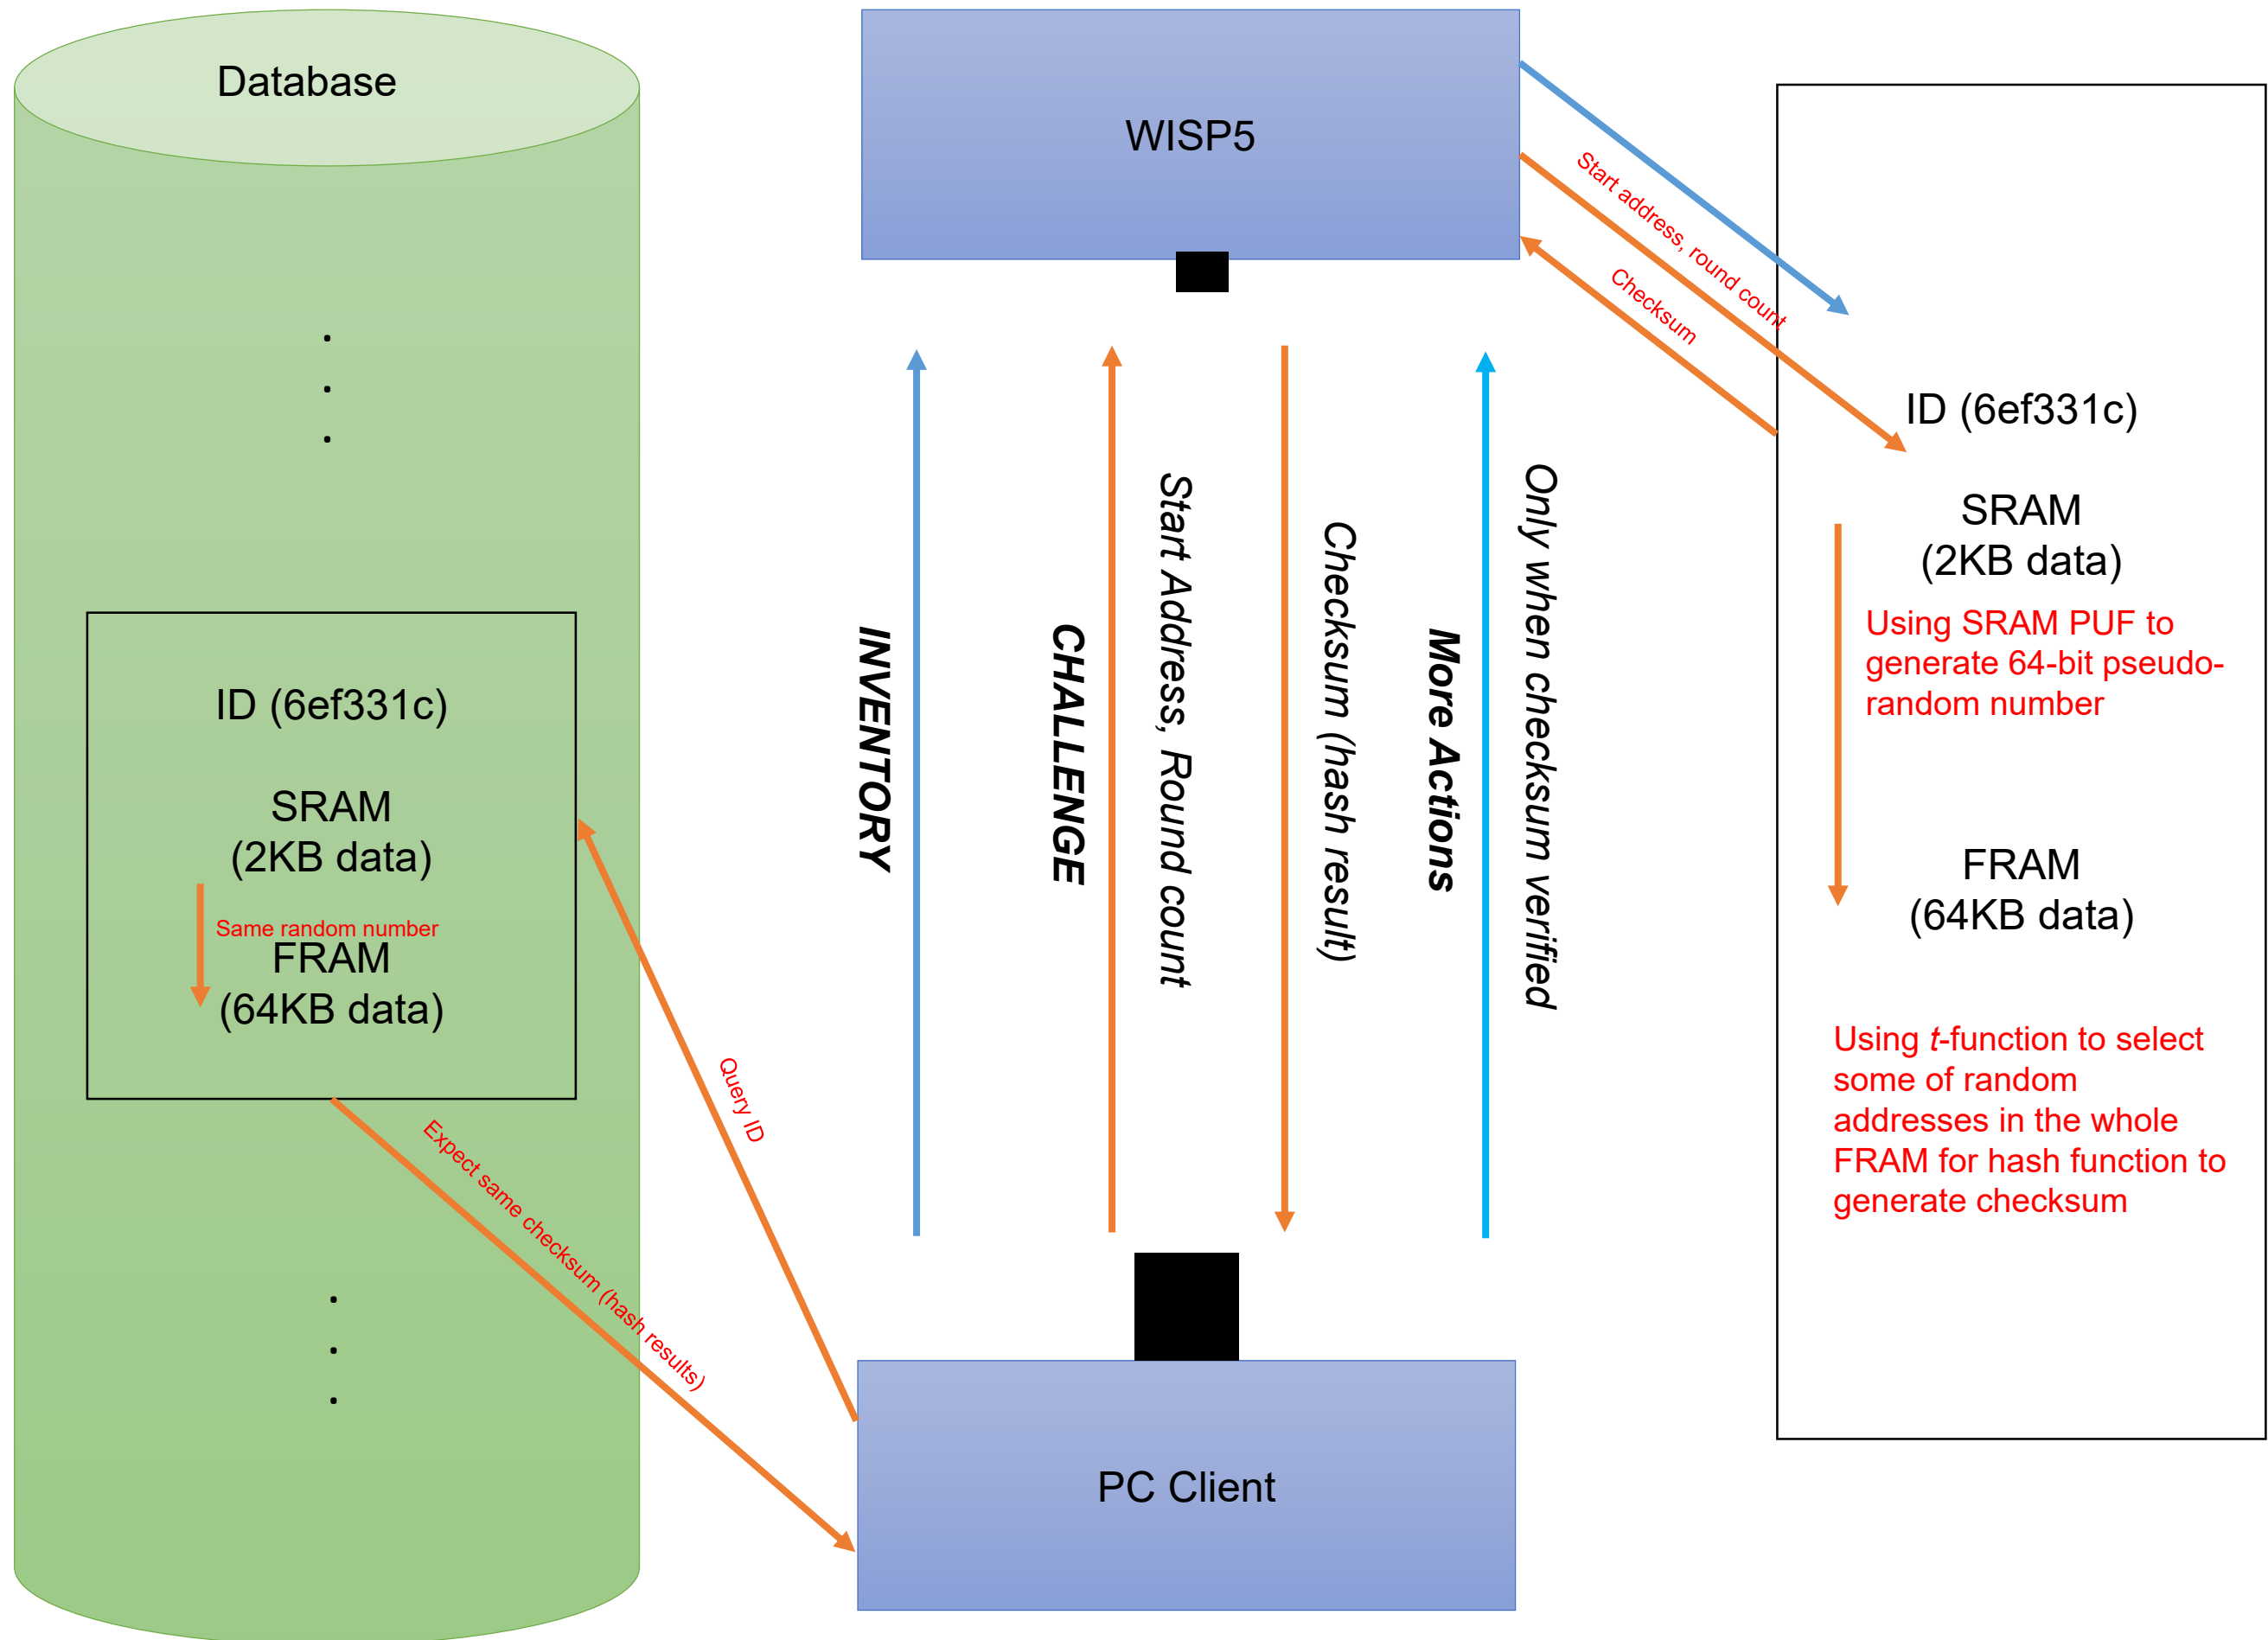 Database
.
.
.
ID (6ef331c)
SRAM
(2KB data)
Same random number
FRAM
(64KB data)
.
.
.
Query ID
Expect same checksum (hash results)
WISP5
INVENTORY
CHALLENGE
Start Address, Round count
Checksum (hash result)
More Actions
Only when checksum verified
PC Client
Start address, round count
Checksum
ID (6ef331c)
SRAM
(2KB data)
Using SRAM PUF to
generate 64-bit pseudo-
random number
FRAM
(64KB data)
Using t-function to select
some of random
addresses in the whole
FRAM for hash function to
generate checksum